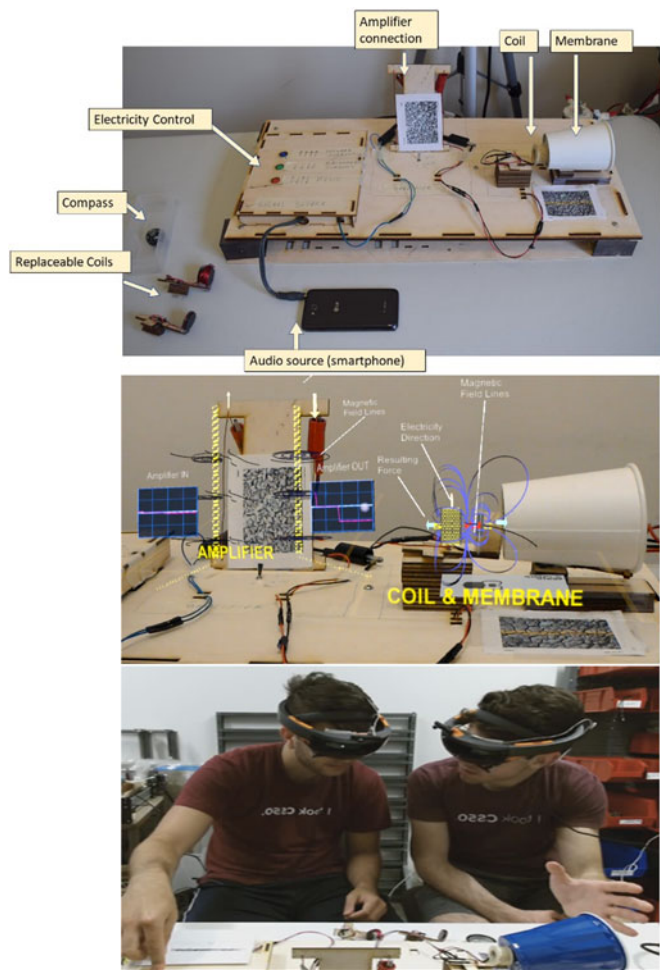 Amplifier
connection
Coil
Membrane
Electricity Control
Compass
Replaceable Coils
Audio source (smartphone)
Magnetic
Field Lines
Magnetic
Field Lines
Electricity
Direction
Resulting
Force
Amplifier IN
Amplifier OUT
AMPLIFIER
COIL & MEMBRANE
I took CS50.
I took CS50.